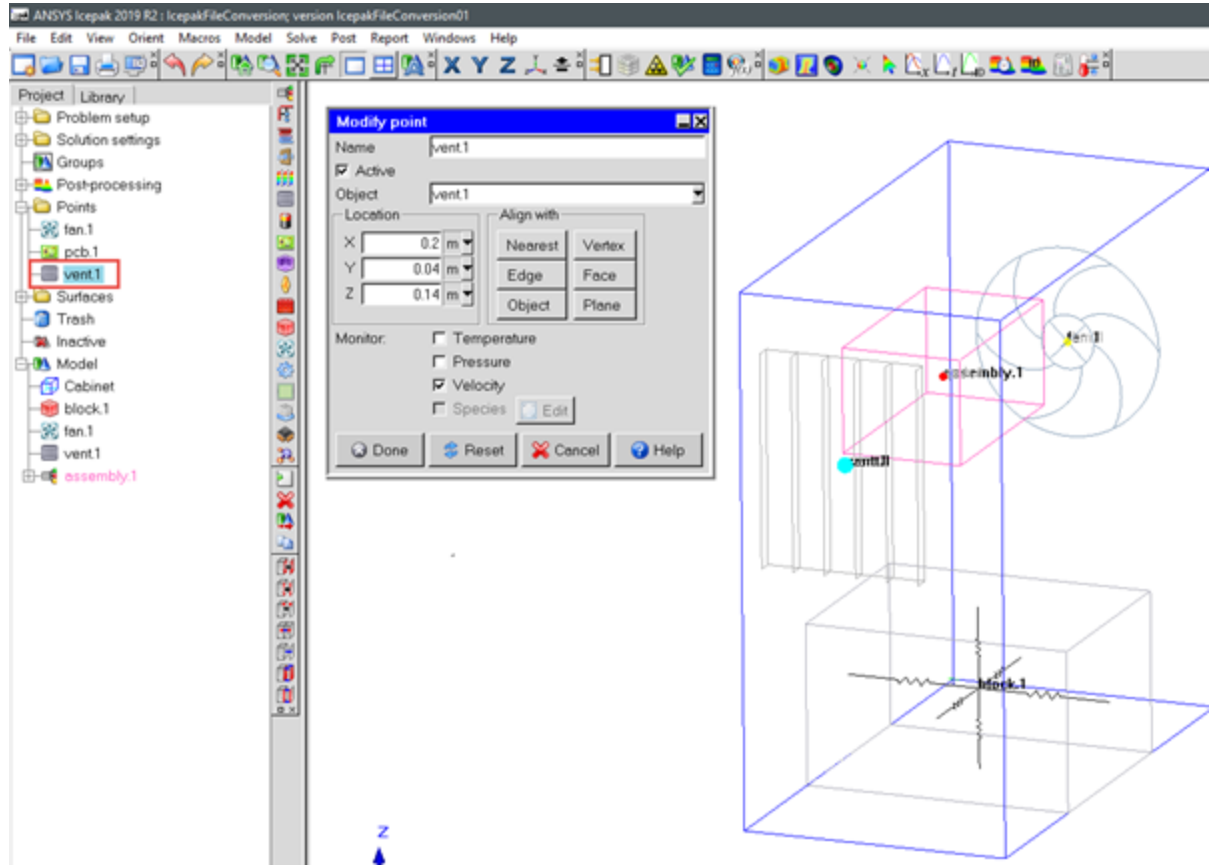 ANSYS Icepak 2019 R2 : IcepakFileConversion; version IcepakFileConversion01
File Edit View Orient Macros Model Solve Post Report Windows Help
X Y Z
Project Library
Problem setup
Solution settings
Groups
Post-processing
Points
fan.1
pcb.1
vent.1
Surfaces
Trash
Inactive
Model
Cabinet
block.1
fan.1
vent.1
assembly.1
Modify point
Name vent.1
Active
Object vent.1
Location Align with
X 0.2 m Nearest Vertex
Y 0.04 m Edge Face
Z 0.14 m Object Plane
Monitor: Temperature
Pressure
Velocity
Species Edit
Done Reset Cancel Help
assembly.1
block.1
Z